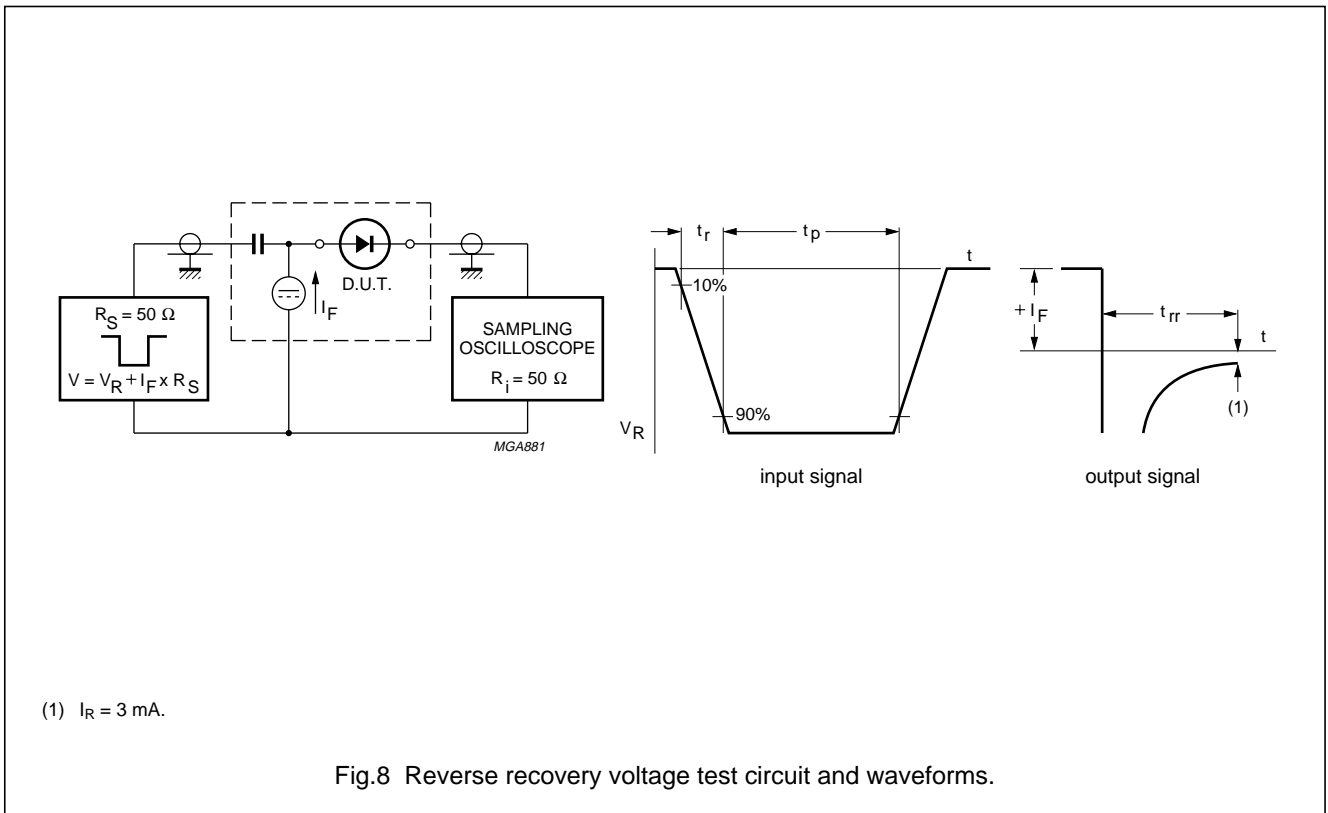 D.U.T.
I_F
R_S = 50 Ω
V = V_R + I_F x R_S
SAMPLING
OSCILLOSCOPE
R_i = 50 Ω
MGA881
t_r
t_p
t
10%
90%
V_R
input signal
+ I_F
t_rr
t
(1)
output signal
(1) I_R = 3 mA.
Fig.8 Reverse recovery voltage test circuit and waveforms.